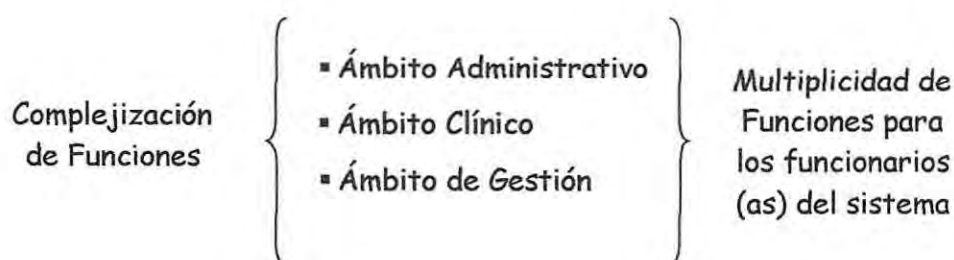 Complejización
de Funciones
▪ Ámbito Administrativo
▪ Ámbito Clínico
▪ Ámbito de Gestión
Multiplicidad de
Funciones para
los funcionarios
(as) del sistema